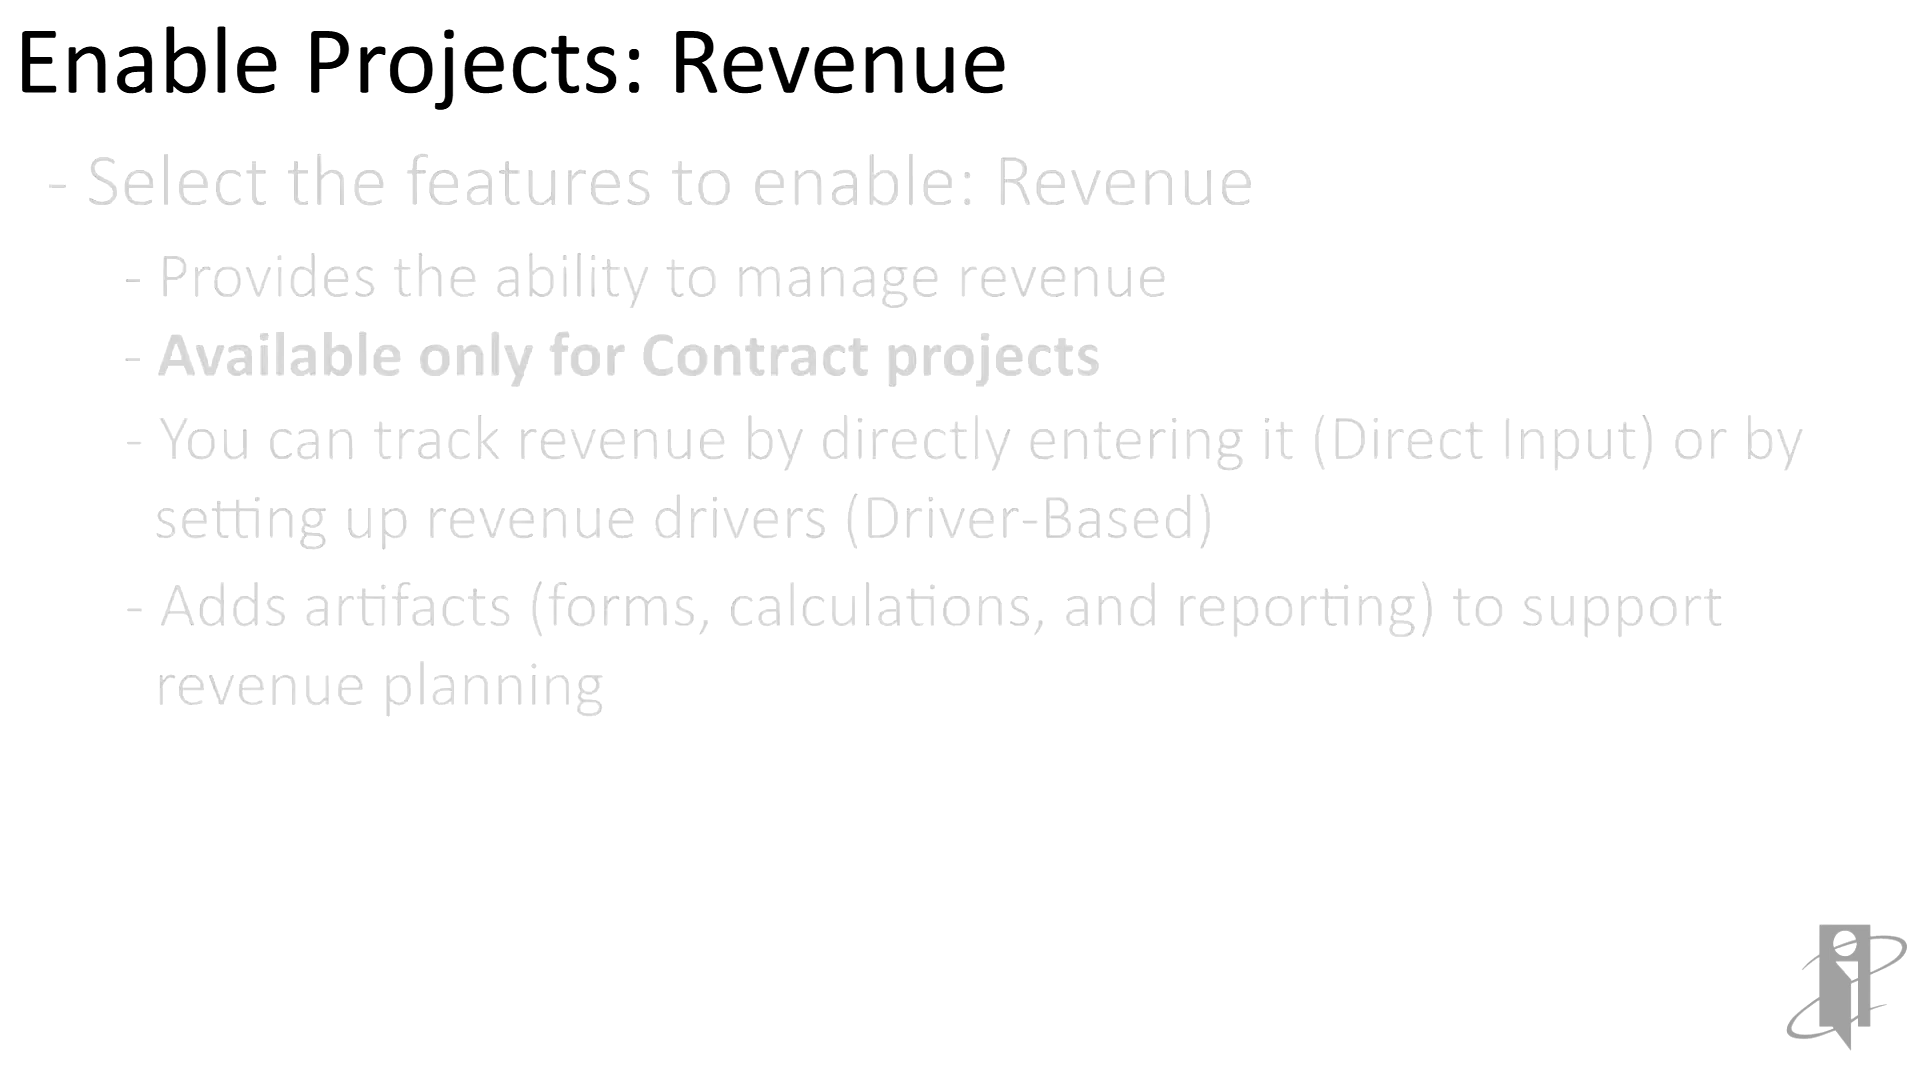 Enable Projects: Revenue
- Select the features to enable: Revenue
- Provides the ability to manage revenue
- Available only for Contract projects
- You can track revenue by directly entering it (Direct Input) or by
setting up revenue drivers (Driver-Based)
- Adds artifacts (forms, calculations, and reporting) to support
revenue planning